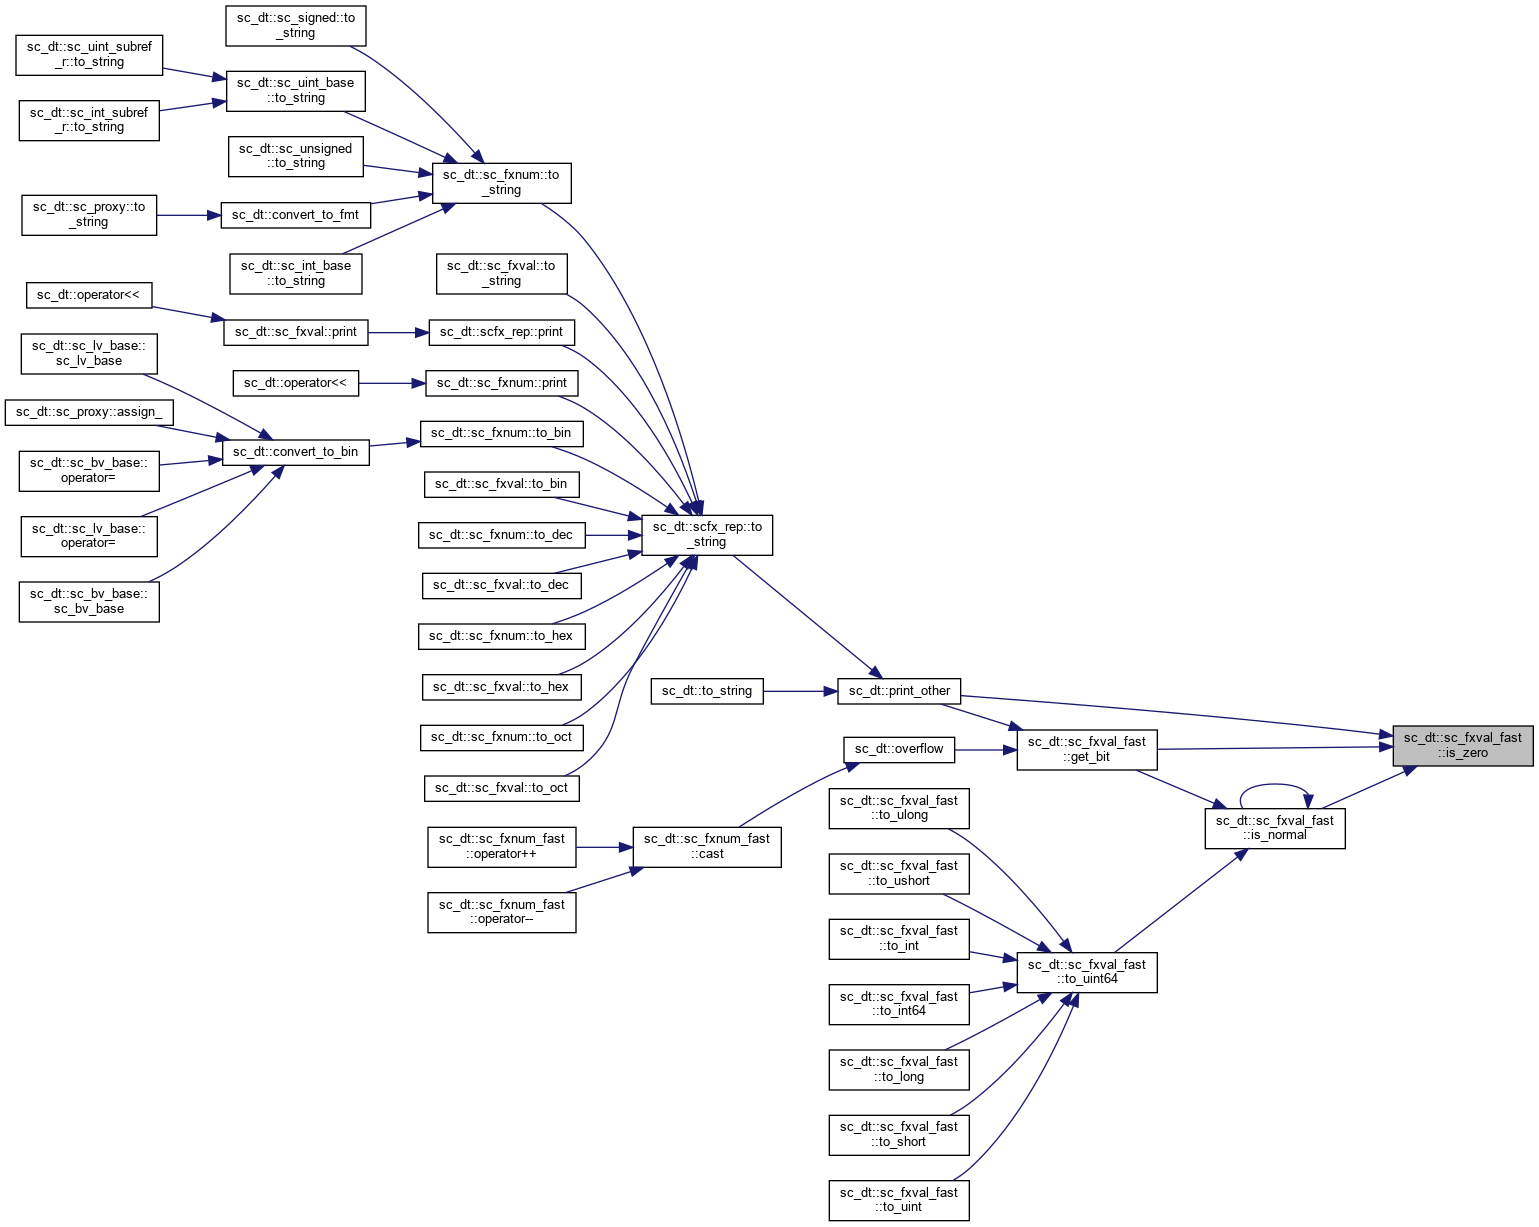 sc_dt::sc_signed::to
_string
sc_dt::sc_uint_subref
_r::to_string
sc_dt::sc_uint_base
::to_string
sc_dt::sc_int_subref
_r::to_string
sc_dt::sc_unsigned
::to_string
sc_dt::sc_fxnum::to
_string
sc_dt::sc_proxy::to
_string
sc_dt::convert_to_fmt
sc_dt::sc_int_base
::to_string
sc_dt::sc_fxval::to
_string
sc_dt::operator<<
sc_dt::sc_fxval::print
sc_dt::scfx_rep::print
sc_dt::sc_lv_base::
sc_lv_base
sc_dt::operator<<
sc_dt::sc_fxnum::print
sc_dt::sc_proxy::assign_
sc_dt::convert_to_bin
sc_dt::sc_fxnum::to_bin
sc_dt::sc_bv_base::
operator=
sc_dt::sc_fxval::to_bin
sc_dt::sc_lv_base::
operator=
sc_dt::sc_fxnum::to_dec
sc_dt::scfx_rep::to
_string
sc_dt::sc_bv_base::
sc_bv_base
sc_dt::sc_fxval::to_dec
sc_dt::sc_fxnum::to_hex
sc_dt::sc_fxval::to_hex
sc_dt::to_string
sc_dt::print_other
sc_dt::sc_fxnum::to_oct
sc_dt::overflow
sc_dt::sc_fxval_fast
::get_bit
sc_dt::sc_fxval_fast
::is_zero
sc_dt::sc_fxval::to_oct
sc_dt::sc_fxval_fast
::to_ulong
sc_dt::sc_fxval_fast
::is_normal
sc_dt::sc_fxnum_fast
::operator++
sc_dt::sc_fxnum_fast
::cast
sc_dt::sc_fxval_fast
::to_ushort
sc_dt::sc_fxnum_fast
::operator--
sc_dt::sc_fxval_fast
::to_int
sc_dt::sc_fxval_fast
::to_uint64
sc_dt::sc_fxval_fast
::to_int64
sc_dt::sc_fxval_fast
::to_long
sc_dt::sc_fxval_fast
::to_short
sc_dt::sc_fxval_fast
::to_uint